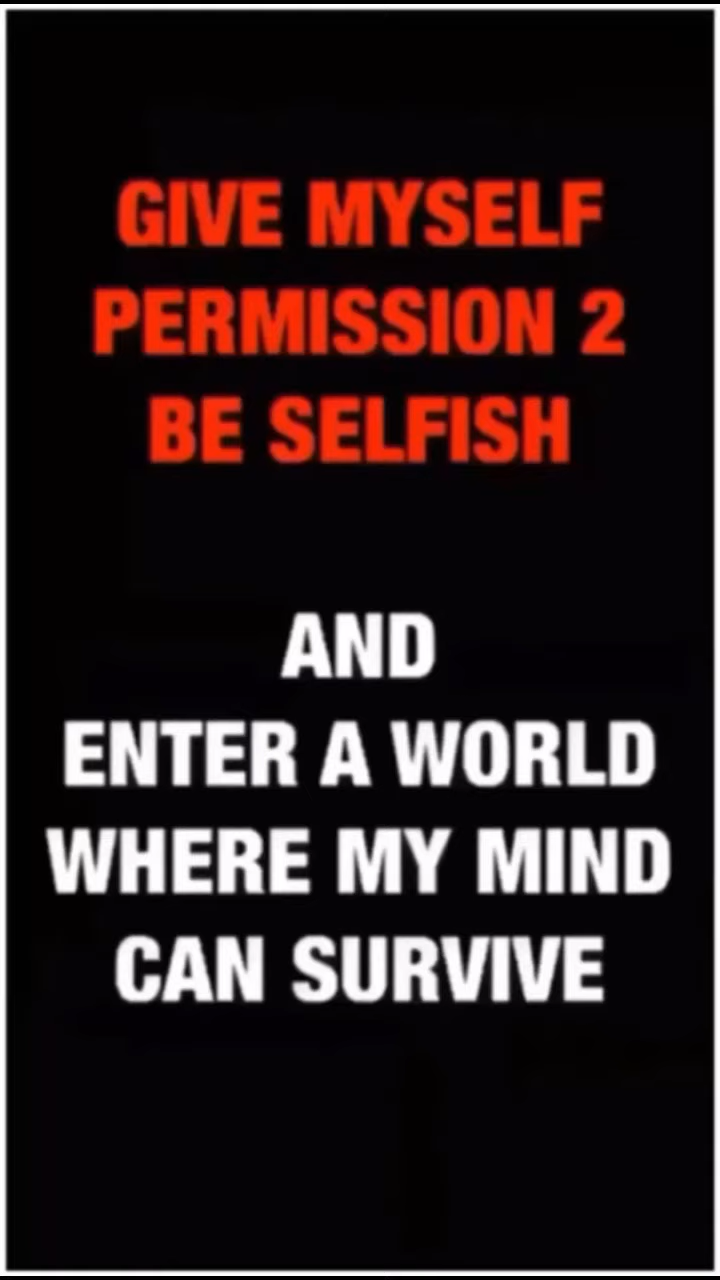 GIVE MYSELF
PERMISSION 2
BE SELFISH
AND
ENTER A WORLD
WHERE MY MIND
CAN SURVIVE